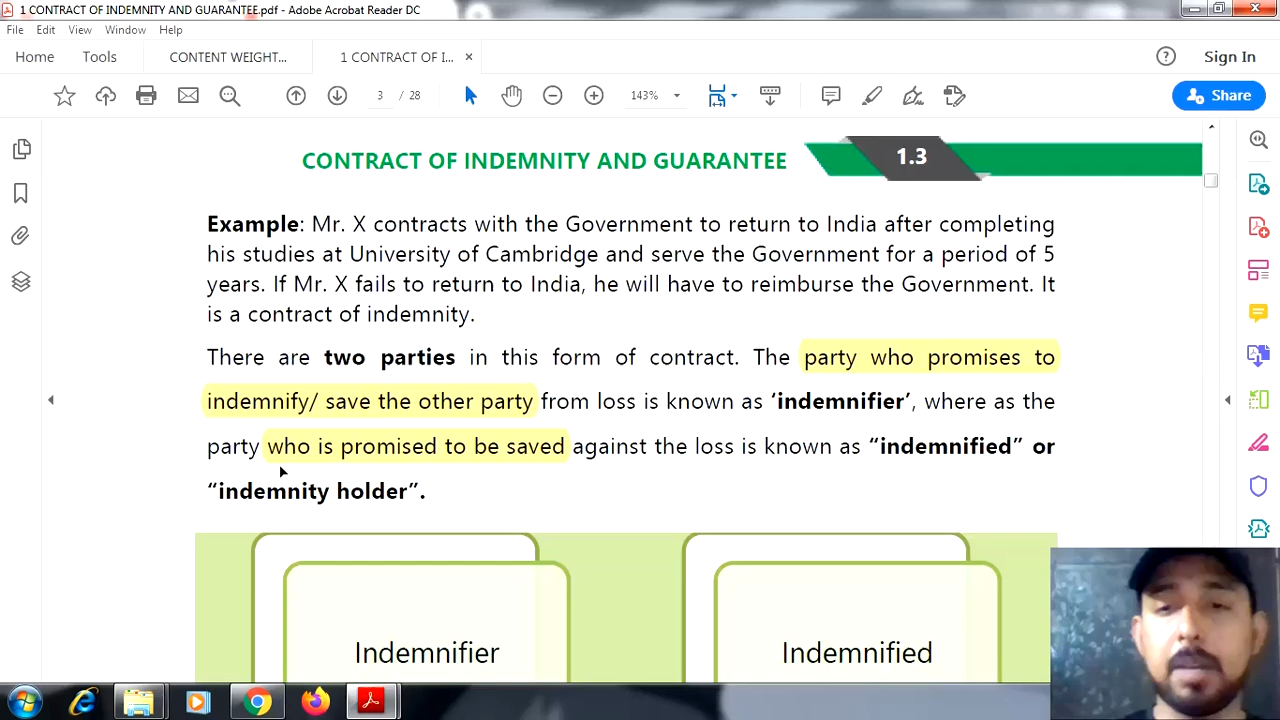 1 CONTRACT OF INDEMNITY AND GUARANTEE.pdf - Adobe Acrobat Reader DC
File Edit View Window Help
Home Tools CONTENT WEIGHT... 1 CONTRACT OF I... × Sign In
3 / 28 143% Share
CONTRACT OF INDEMNITY AND GUARANTEE 1.3
Example: Mr. X contracts with the Government to return to India after completing
his studies at University of Cambridge and serve the Government for a period of 5
years. If Mr. X fails to return to India, he will have to reimburse the Government. It
is a contract of indemnity.
There are two parties in this form of contract. The party who promises to
indemnify/ save the other party from loss is known as ‘indemnifier’, where as the
party who is promised to be saved against the loss is known as “indemnified” or
“indemnity holder”.
Indemnifier Indemnified